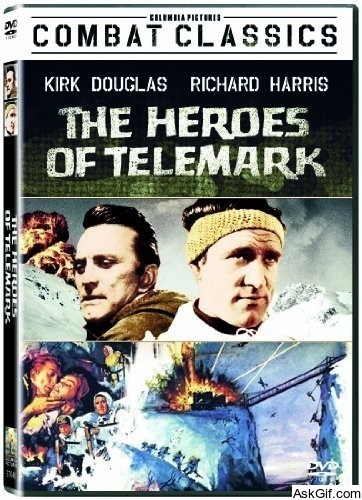 COLUMBIA PICTURES
COMBAT CLASSICS
KIRK DOUGLAS RICHARD HARRIS
THE HEROES
OF TELEMARK
THE HEROES
OF TELEMARK
DVD
DVD
AskGif.com